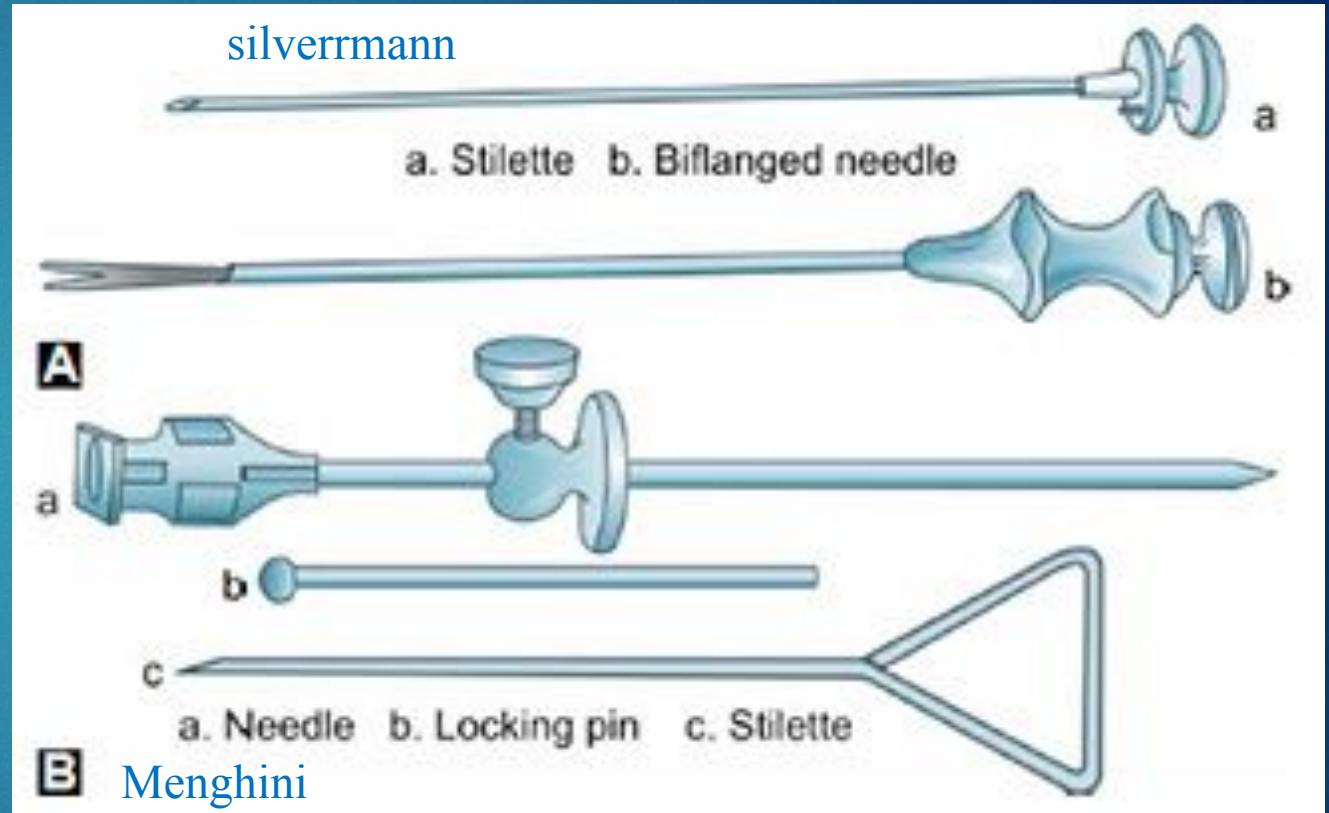 silverrmann
a
a. Stilette b. Biflanged needle
b
A
a
b
c
a. Needle b. Locking pin c. Stilette
B Menghini